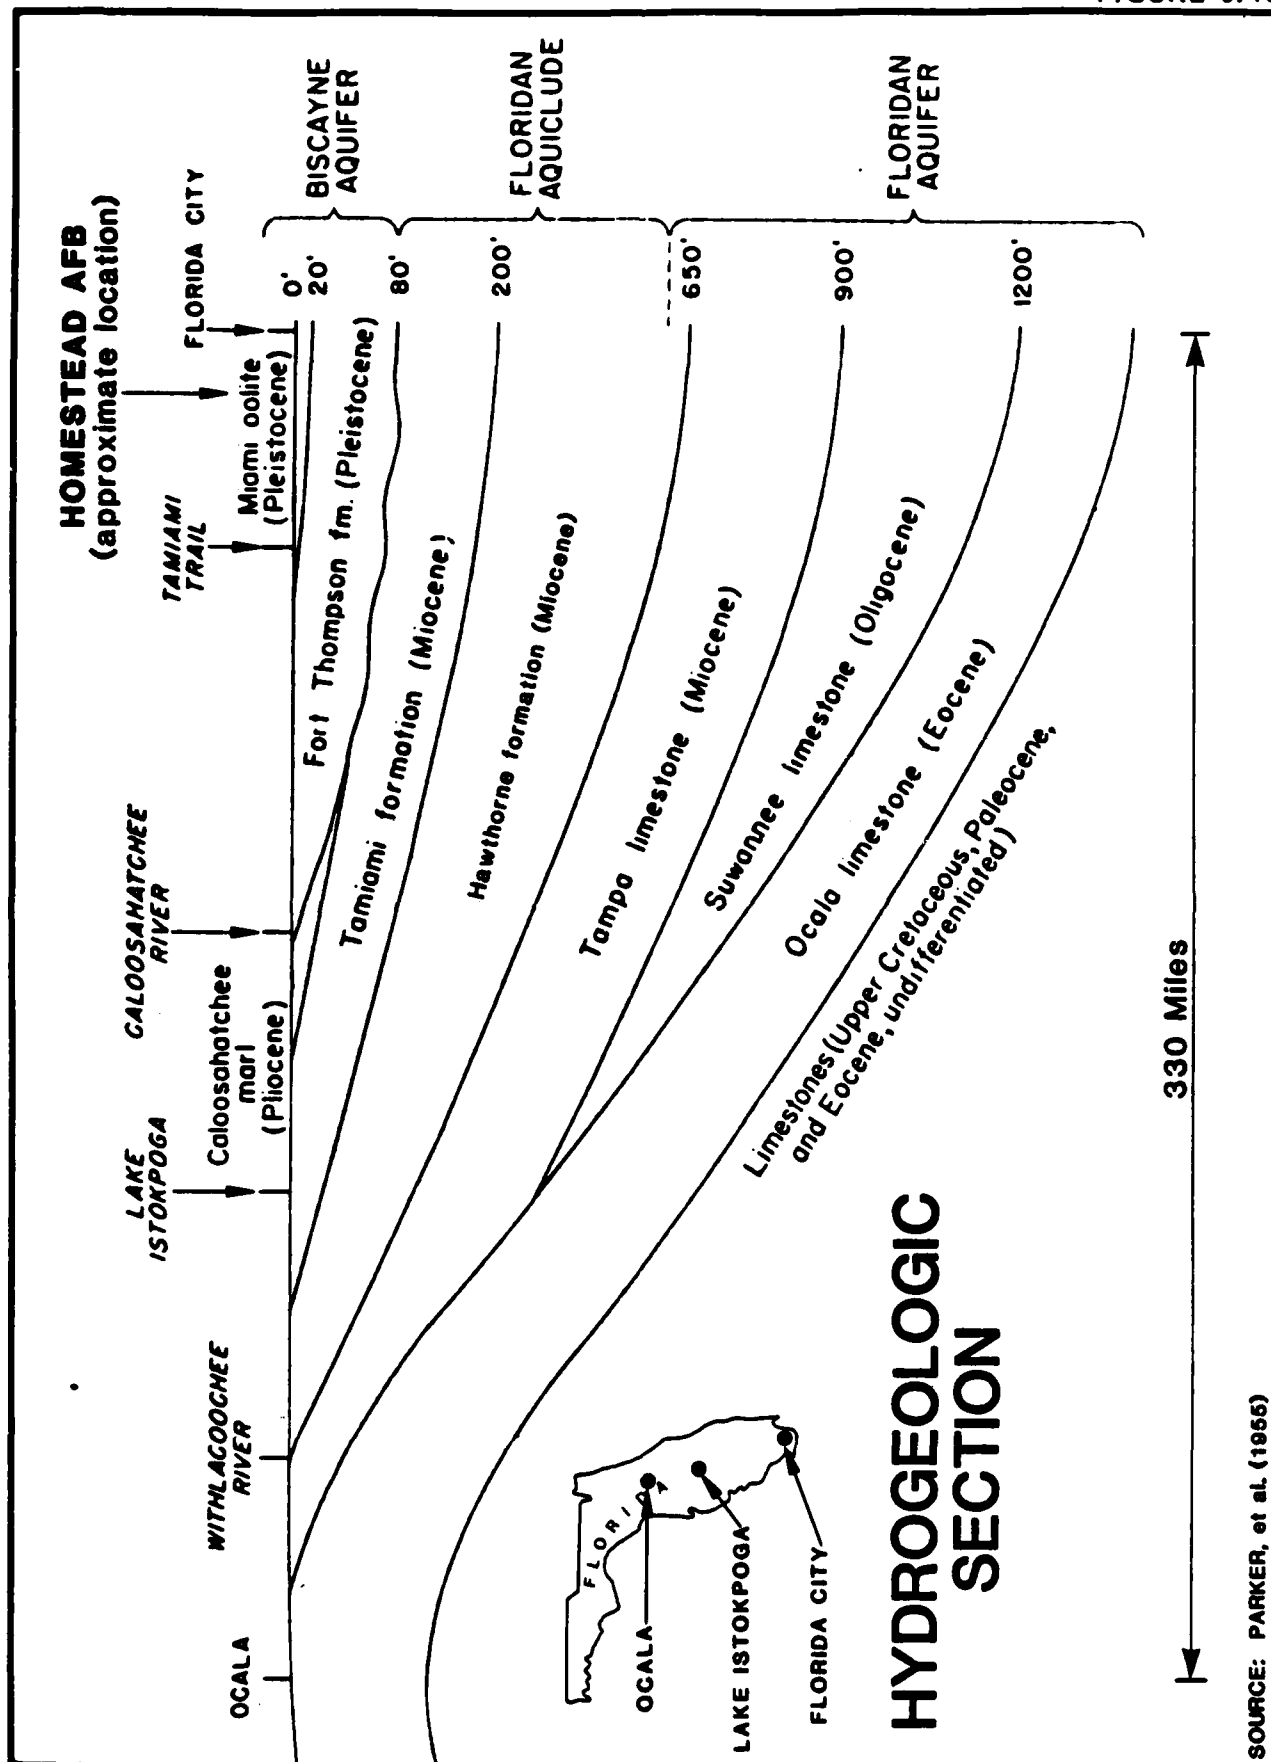 HOMESTEAD AFB
(approximate location)
OCALA
WITHLACOOCHEE
RIVER
LAKE
ISTOKPOGA
CALOOSAHATCHEE
RIVER
TAMIAMI
TRAIL
FLORIDA CITY
Caloosahatchee
marl
(Pliocene)
Miami oolite
(Pleistocene)
Fort Thompson fm. (Pleistocene)
Tamiami formation (Miocene)
Hawthorne formation (Miocene)
Tampa limestone (Miocene)
Suwannee limestone (Oligocene)
Ocala limestone (Eocene)
Limestones (Upper Cretaceous, Paleocene,
and Eocene, undifferentiated)
0'
20'
80'
200'
650'
900'
1200'
BISCAYNE
AQUIFER
FLORIDAN
AQUICLUDE
FLORIDAN
AQUIFER
FLORIDA
OCALA
LAKE ISTOKPOGA
FLORIDA CITY
HYDROGEOLOGIC
SECTION
330 Miles
SOURCE: PARKER, et al. (1955)